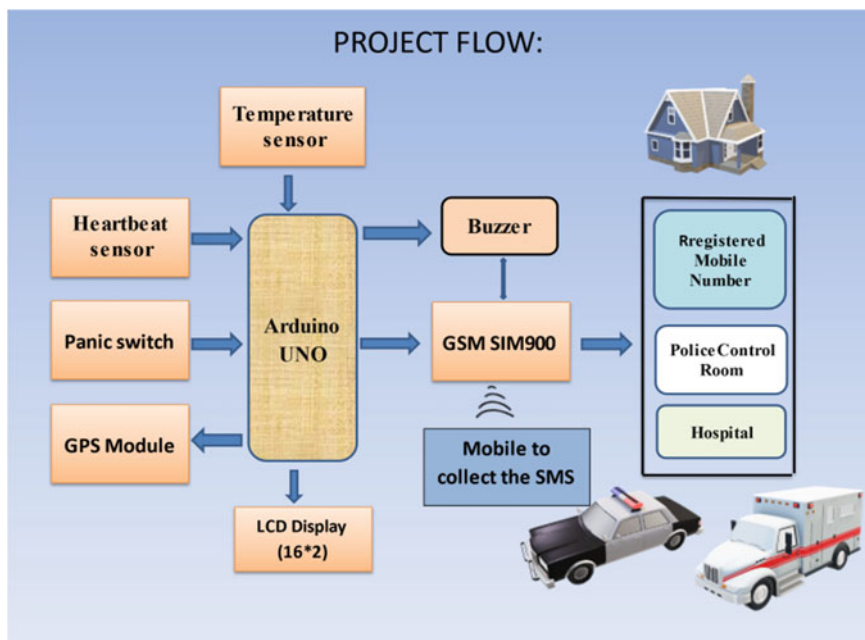 PROJECT FLOW:
Temperature
sensor
Heartbeat
sensor
Buzzer
Rregistered
Mobile
Number
Panic switch
Arduino
UNO
GSM SIM900
Police Control
Room
GPS Module
Mobile to
collect the SMS
Hospital
LCD Display
(16*2)